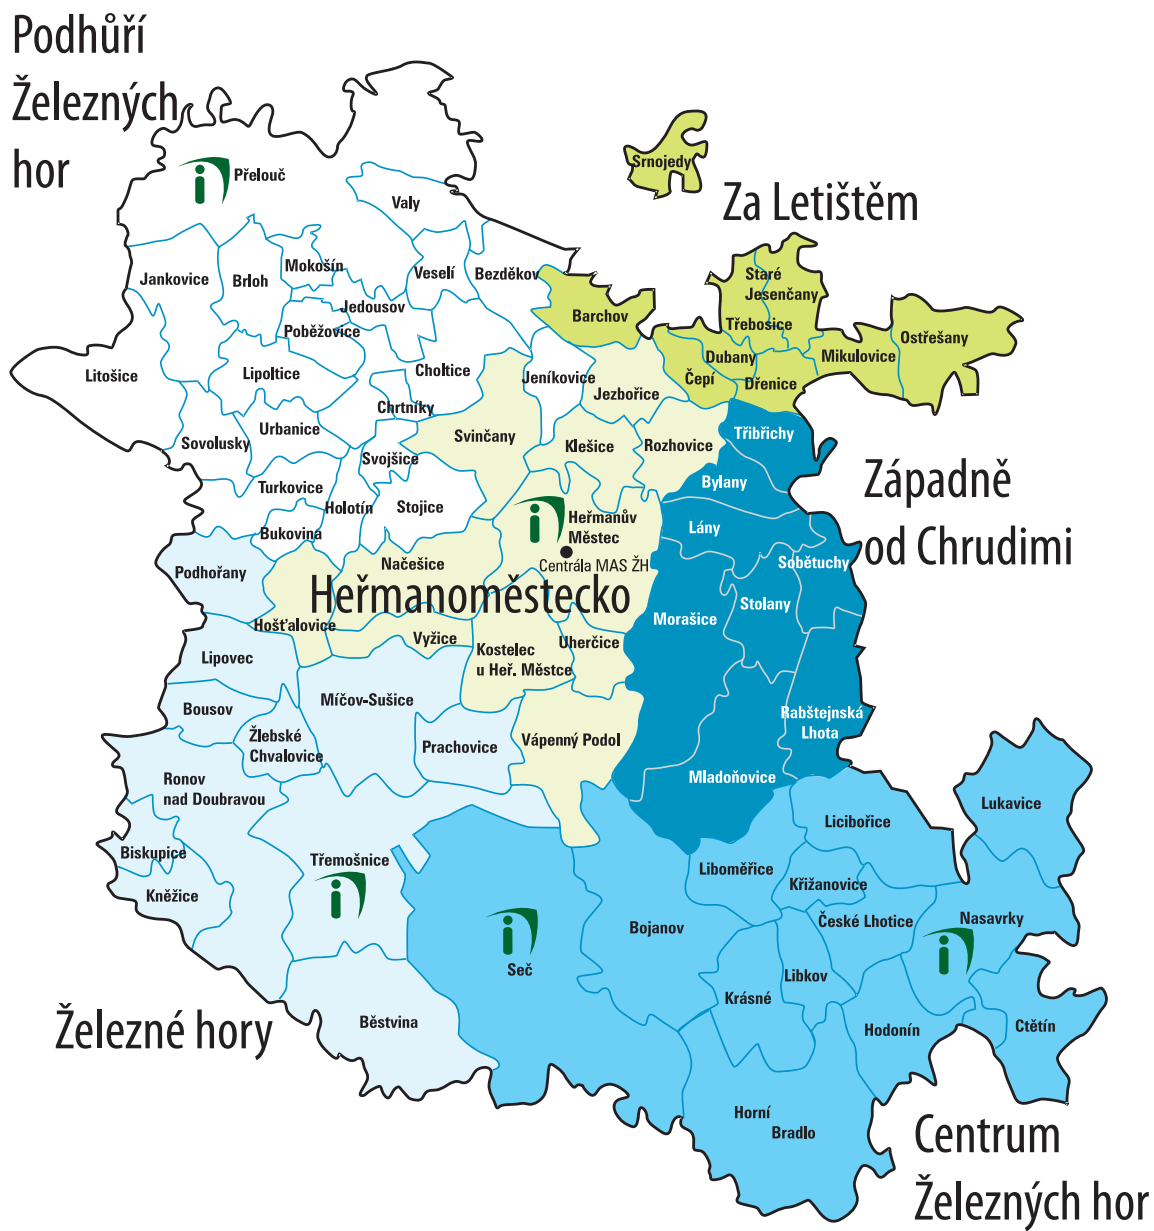 Podhůří
Železných
hor
Přelouč
Valy
Srnojedy
Za Letištěm
Jankovice
Brloh
Mokošín
Veselí
Bezděkov
Jedousov
Poběžovice
Barchov
Staré
Jesenčany
Třebosice
Mikulovice
Ostřešany
Dubany
Čepí
Dřenice
Litošice
Lipoltice
Choltice
Jeníkovice
Jezbořice
Chrtníky
Sovolusky
Urbanice
Svinčany
Svojšice
Klešice
Rozhovice
Třibřichy
Západně
od Chrudimi
Turkovice
Holotín
Stojice
Bylany
Bukovina
Heřmanův
Městec
Centrála MAS ŽH
Lány
Sobětuchy
Podhořany
Načešice
Heřmanoměstecko
Stolany
Morašice
Hošťalovice
Vyžice
Kostelec
u Heř. Městce
Uherčice
Lipovec
Míčov-Sušice
Bousov
Žlebské
Chvalovice
Prachovice
Vápenný Podol
Rabštejnská
Lhota
Ronov
nad Doubravou
Mladoňovice
Lukavice
Licibořice
Biskupice
Třemošnice
Liboměřice
Křižanovice
Kněžice
České Lhotice
Nasavrky
Bojanov
Seč
Libkov
Krásné
Železné hory
Běstvina
Hodonín
Ctětín
Horní
Bradlo
Centrum
Železných hor